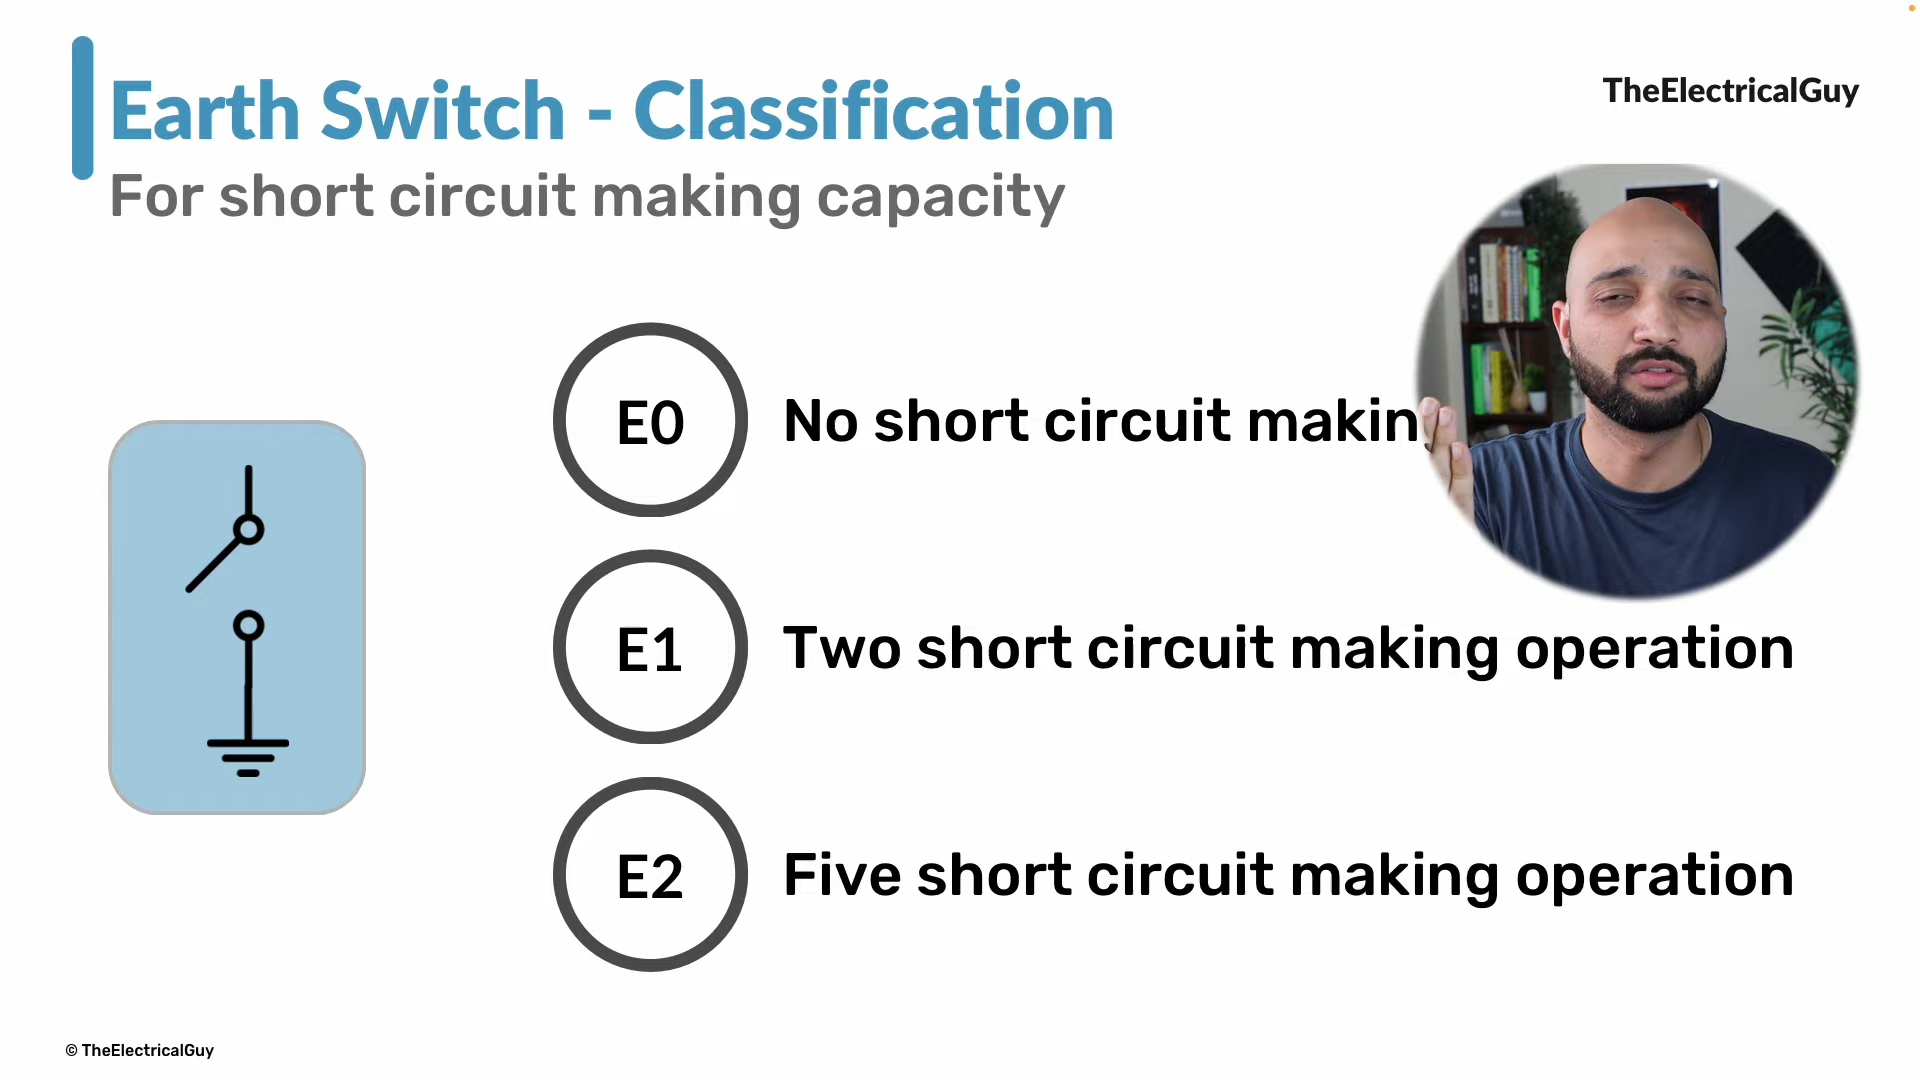 Earth Switch - Classification
TheElectricalGuy
For short circuit making capacity
E0
No short circuit
E1
Two short circuit making operation
E2
Five short circuit making operation
© TheElectricalGuy